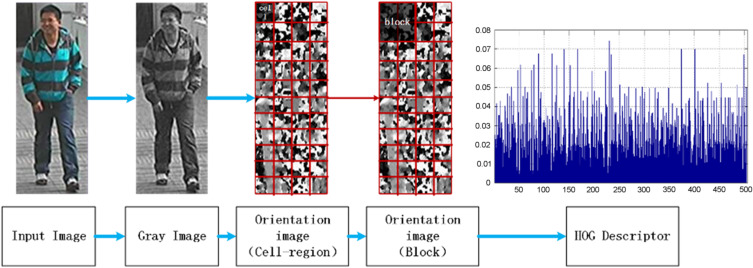 cel
block
0.08
0.07
0.06
0.05
0.04
0.03
0.02
0.01
0
50 100 150 200 250 300 350 400 450 500
Input Image
Gray Image
Orientation
image
(Cell-region)
Orientation
image
(Block)
HOG Descriptor